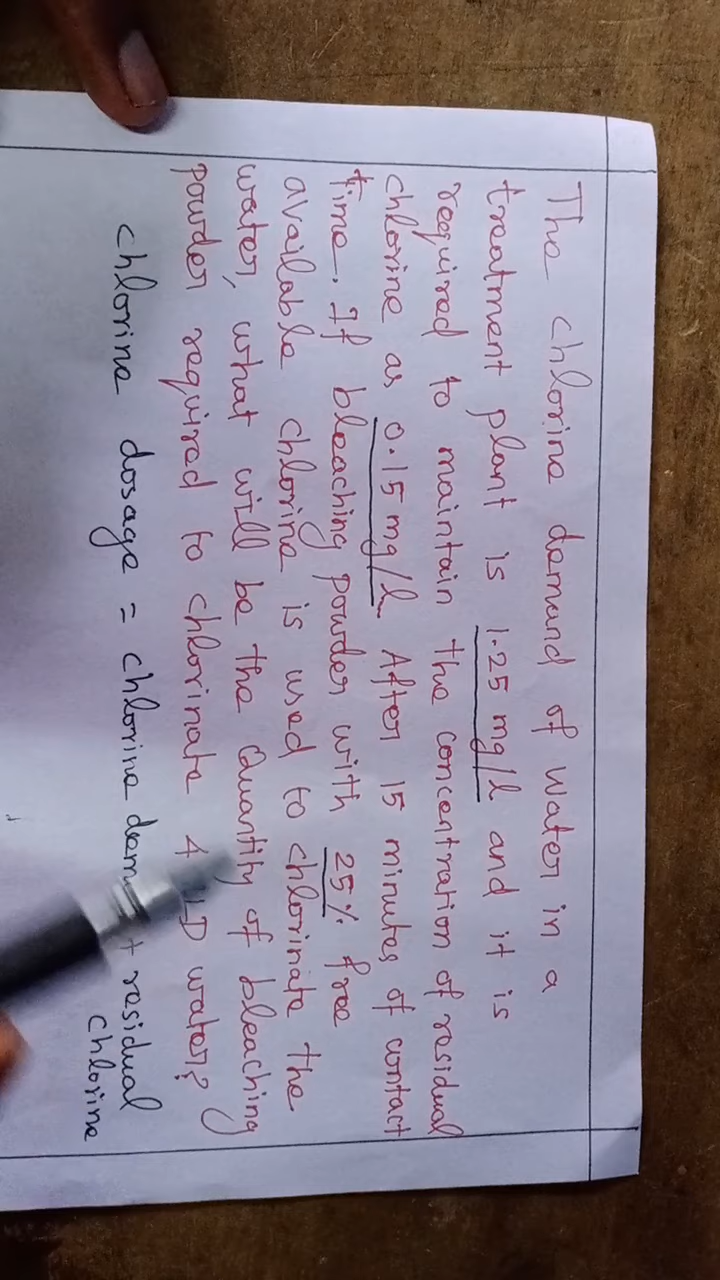 The chlorine demand of water in a
treatment plant is 1.25 mg/l and it is
required to maintain the concentration of residual
chlorine as 0.15 mg/l After 15 minutes of contact
time. If bleaching powder with 25% free
available chlorine is used to chlorinate the
water, what will be the Quantity of bleaching
powder required to chlorinate 4 water?
chlorine dosage = chlorine + residual
chlorine